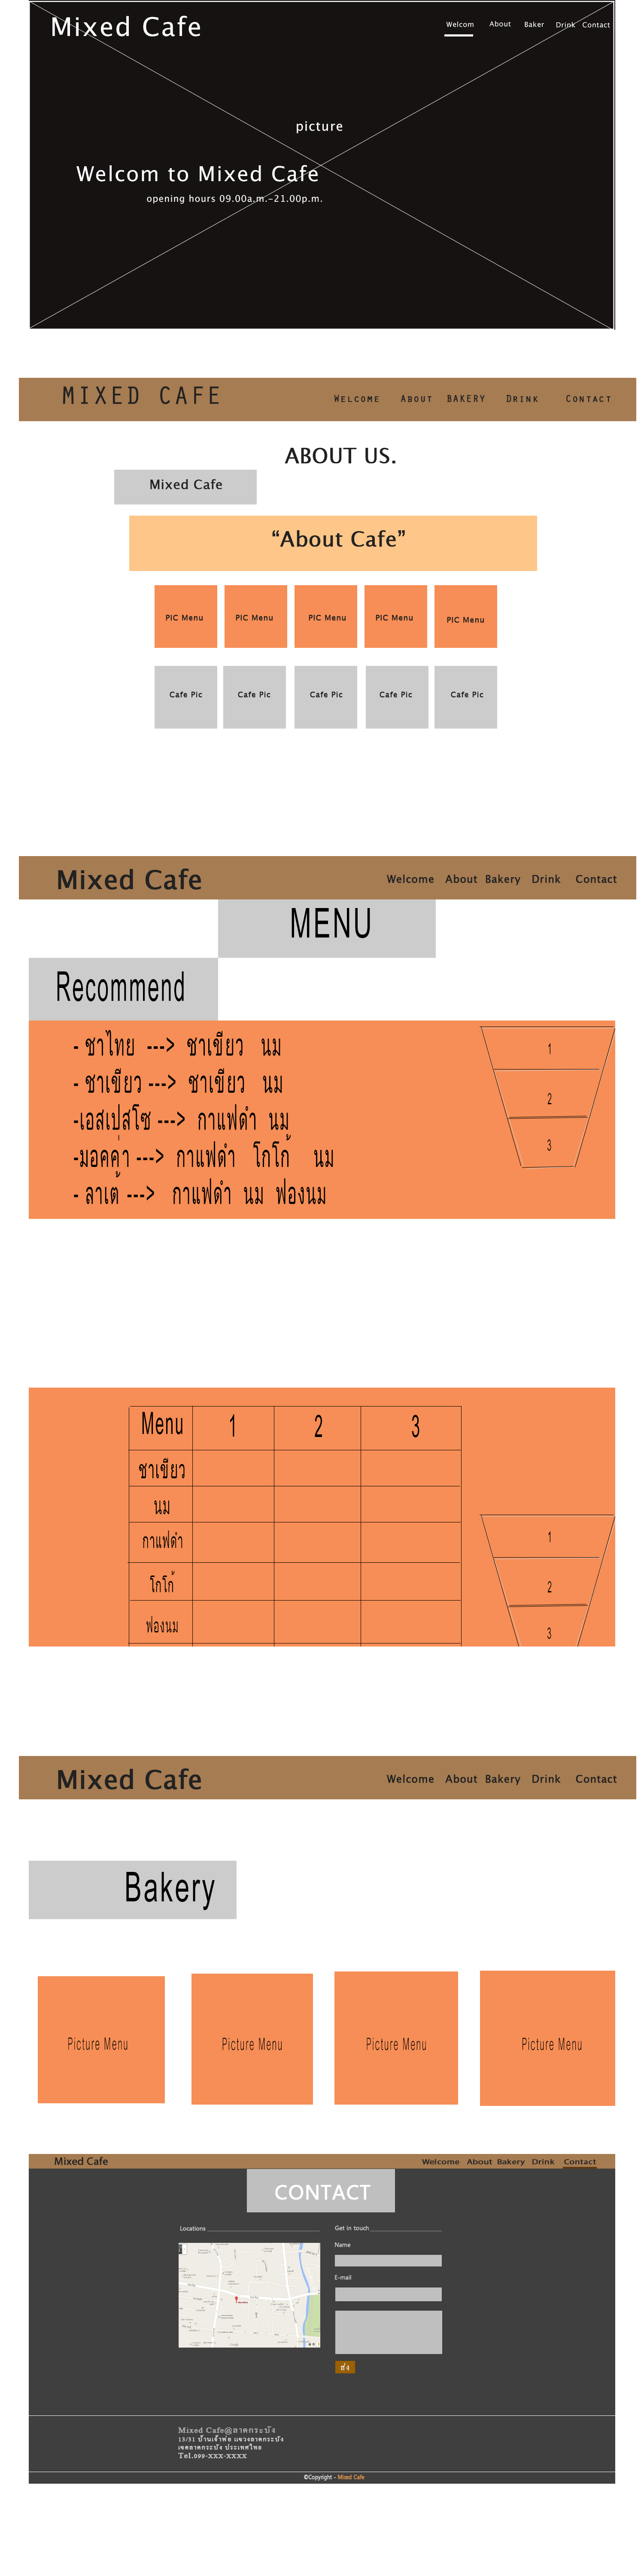 Mixed Cafe
Welcom About Baker Drink Contact
picture
Welcom to Mixed Cafe
opening hours 09.00a.m.-21.00p.m.
MIXED CAFE
WELCOME ABOUT BAKERY DRINK CONTACT
ABOUT US.
Mixed Cafe
“About Cafe”
PIC Menu PIC Menu PIC Menu PIC Menu PIC Menu
Cafe Pic Cafe Pic Cafe Pic Cafe Pic Cafe Pic
Mixed Cafe
Welcome About Bakery Drink Contact
MENU
Recommend
- ชาไทย ---> ชาเขียว นม
- ชาเขียว ---> ชาเขียว นม
-เอสเปสโซ ---> กาแฟดำ นม
-มอคค่า ---> กาแฟดำ โกโก้ นม
- ลาเต้ ---> กาแฟดำ นม ฟองนม
1
2
3
Menu 1 2 3
ชาเขียว
นม
กาแฟดำ
โกโก้
ฟองนม
1
2
3
Mixed Cafe
Welcome About Bakery Drink Contact
Bakery
Picture Menu Picture Menu Picture Menu Picture Menu
Mixed Cafe
Welcome About Bakery Drink Contact
CONTACT
Locations
Get in touch
Name
E-mail
ส่ง
Mixed Cafe@ลาดกระบัง
13/31 บ้านเจ้าพ่อ แขวงลาดกระบัง
เขตลาดกระบัง ประเทศไทย
Tel.099-xxx-xxxx
©Copyright - Mixed Cafe